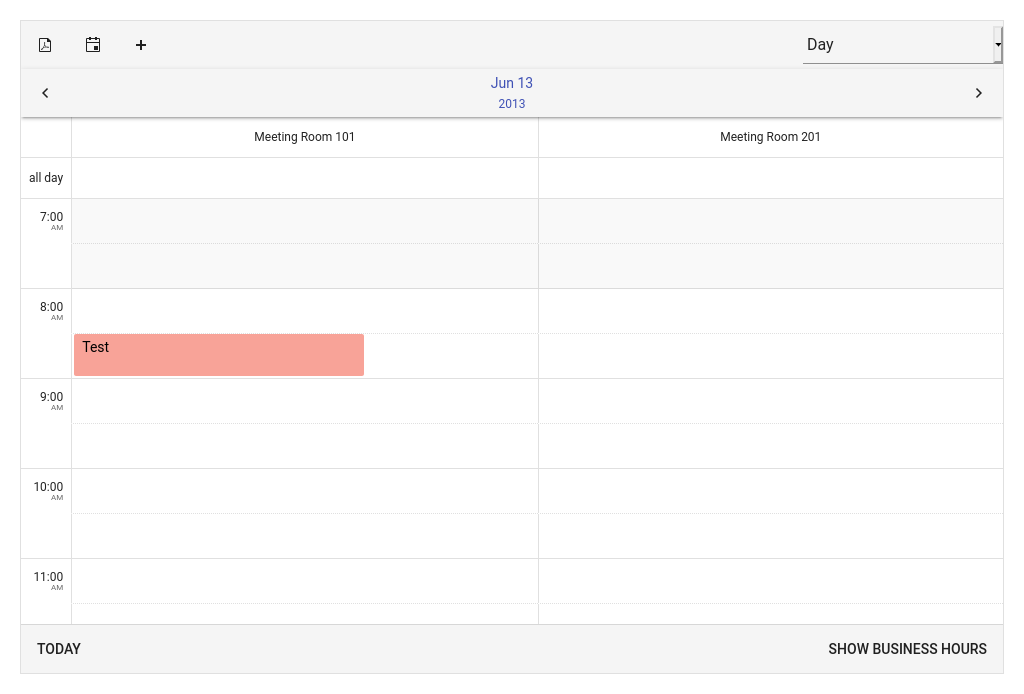 Day
Jun 13
2013
Meeting Room 101
Meeting Room 201
all day
7:00
AM
8:00
AM
Test
9:00
AM
10:00
AM
11:00
AM
TODAY
SHOW BUSINESS HOURS